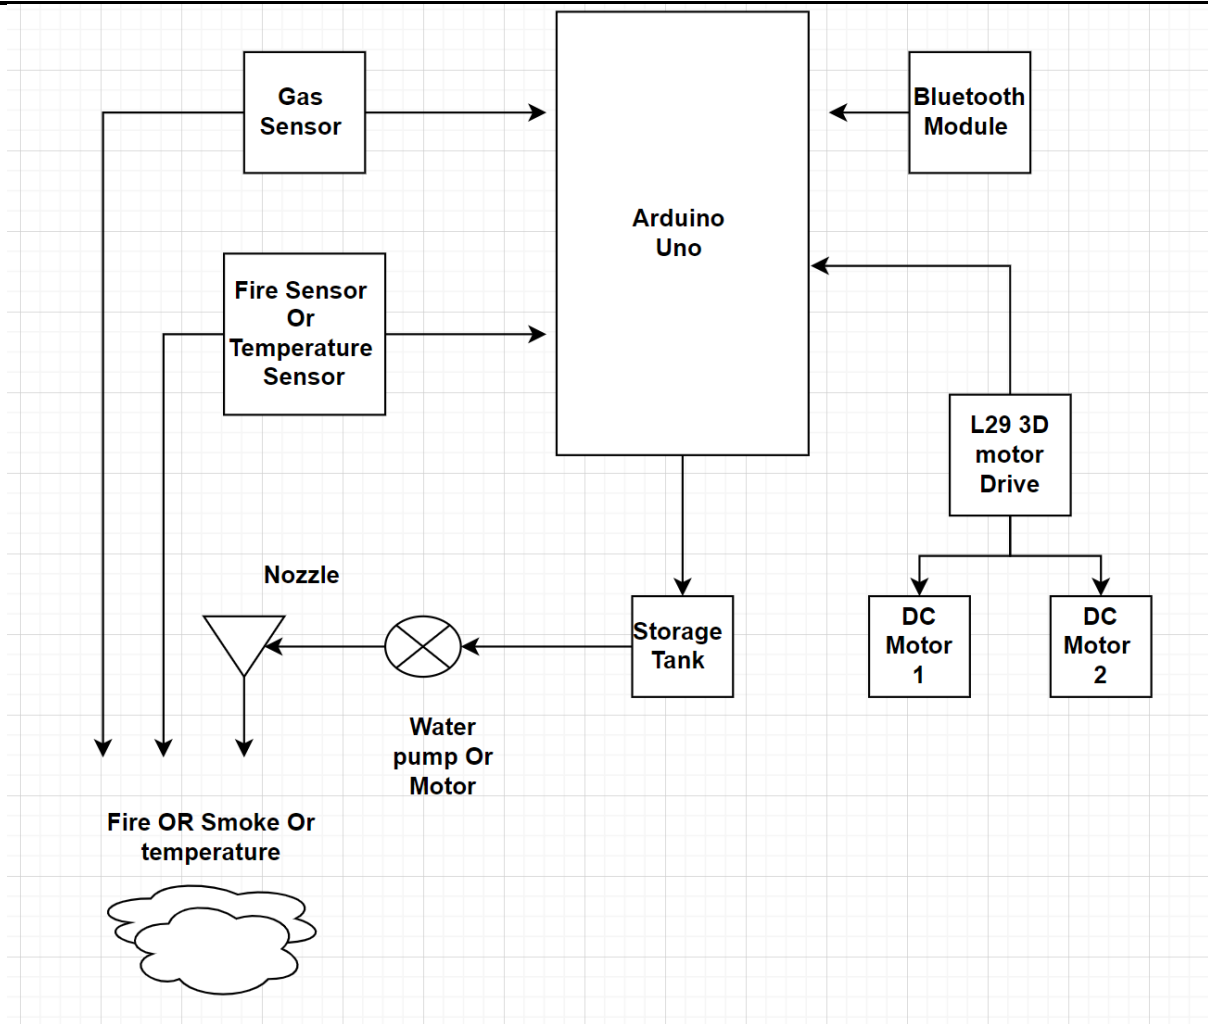 Gas
Sensor
Bluetooth
Module
Arduino
Uno
Fire Sensor
Or
Temperature
Sensor
L29 3D
motor
Drive
Nozzle
Storage
Tank
DC
Motor
1
DC
Motor
2
Water
pump Or
Motor
Fire OR Smoke Or
temperature